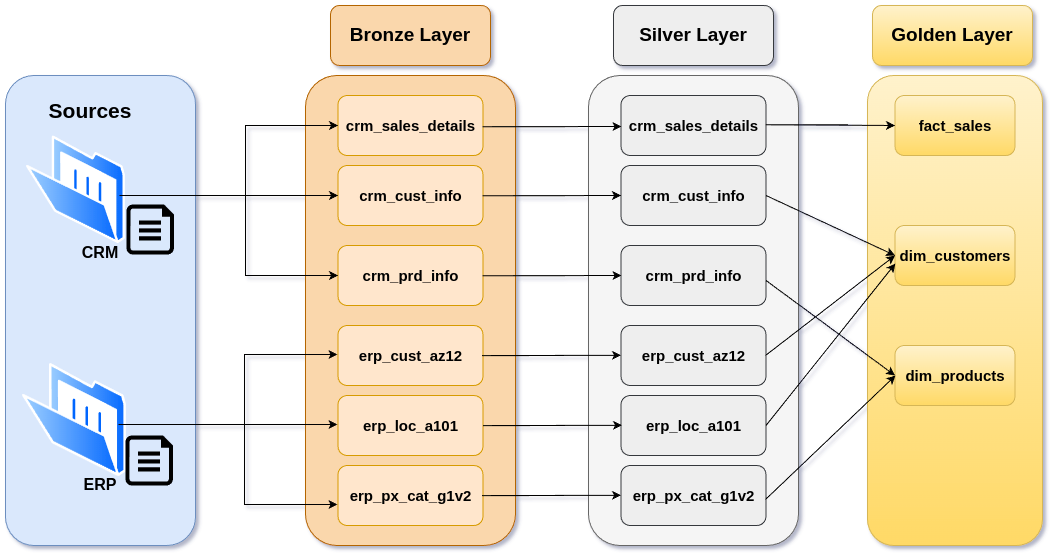 Bronze Layer
Silver Layer
Golden Layer
Sources
CRM
ERP
crm_sales_details
crm_cust_info
crm_prd_info
erp_cust_az12
erp_loc_a101
erp_px_cat_g1v2
crm_sales_details
crm_cust_info
crm_prd_info
erp_cust_az12
erp_loc_a101
erp_px_cat_g1v2
fact_sales
dim_customers
dim_products